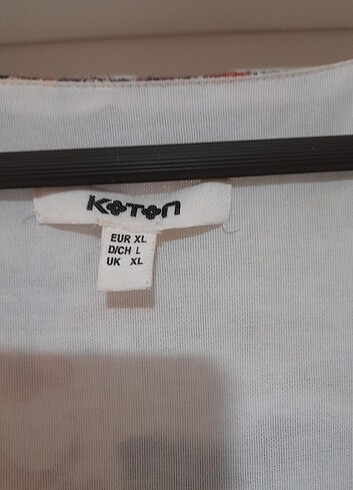 KOTON
EUR XL
D/CH L
UK XL